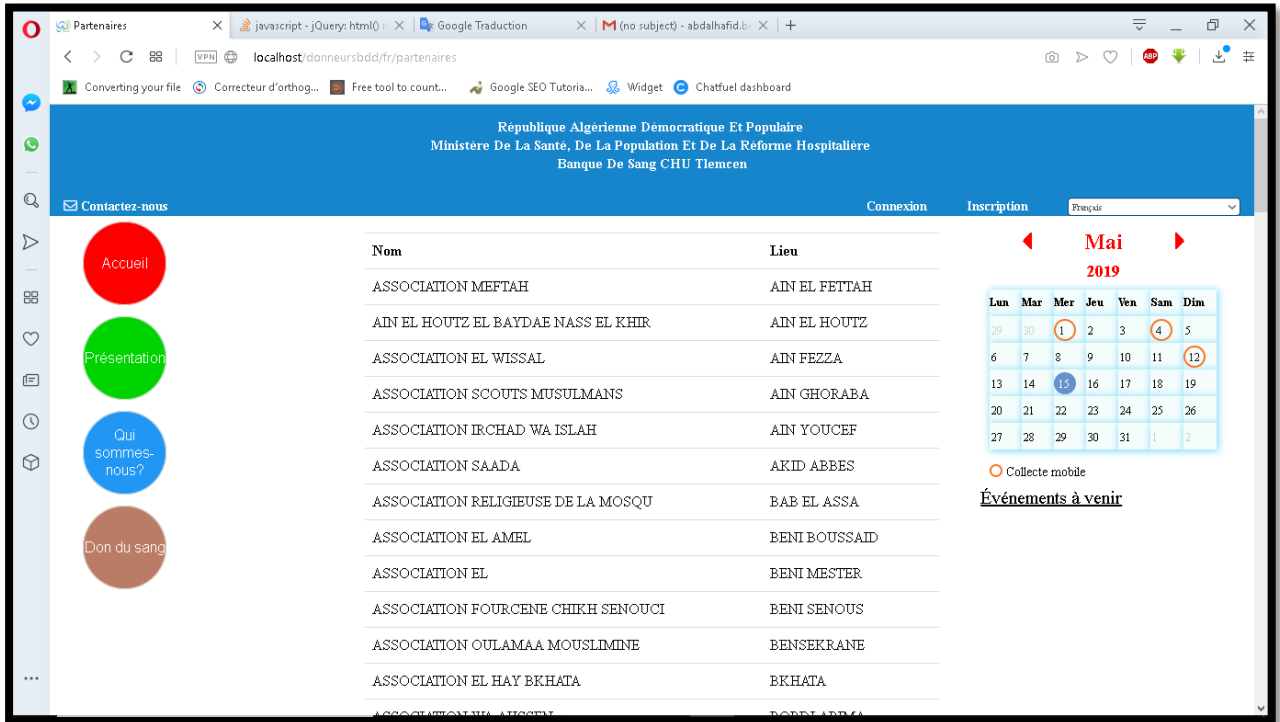 Partenaires
javascript - jQuery: html()
Google Traduction
(no subject) - abdalhafid.b
VPN
localhost/donneursbdd/fr/partenaires
ABP
Converting your file
Correcteur d'orthog...
Free tool to count...
Google SEO Tutoria...
Widget
Chatfuel dashboard
République Algérienne Démocratique Et Populaire
Ministère De La Santé, De La Population Et De La Réforme Hospitalière
Banque De Sang CHU Tlemcen
Contactez-nous
Connexion
Inscription
Français
Accueil
Présentation
Qui
sommes-
nous?
Don du sang
Nom Lieu
ASSOCIATION MEFTAH AIN EL FETTAH
AIN EL HOUTZ EL BAYDAE NASS EL KHIR AIN EL HOUTZ
ASSOCIATION EL WISSAL AIN FEZZA
ASSOCIATION SCOUTS MUSULMANS AIN GHORABA
ASSOCIATION IRCHAD WA ISLAH AIN YOUCEF
ASSOCIATION SAADA AKID ABBES
ASSOCIATION RELIGIEUSE DE LA MOSQU BAB EL ASSA
ASSOCIATION EL AMEL BENI BOUSSAID
ASSOCIATION EL BENI MESTER
ASSOCIATION FOURCENE CHIKH SENOUCI BENI SENOUS
ASSOCIATION OULAMAA MOUSLIMINE BENSEKRANE
ASSOCIATION EL HAY BKHATA BKHATA
Mai
2019
Lun Mar Mer Jeu Ven Sam Dim
29 30 1 2 3 4 5
6 7 8 9 10 11 12
13 14 15 16 17 18 19
20 21 22 23 24 25 26
27 28 29 30 31 1 2
Collecte mobile
Événements à venir